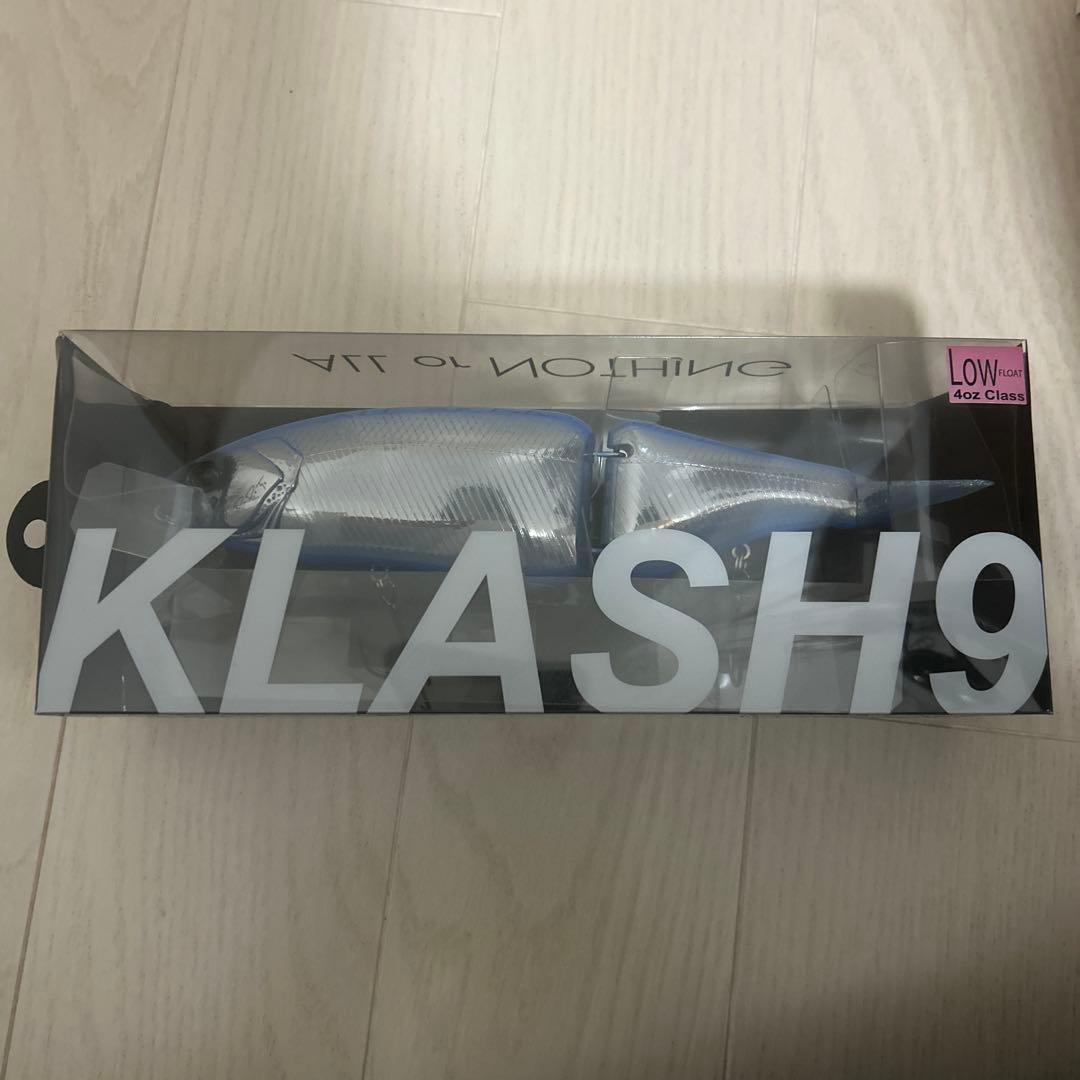 ALL or NOTHiNG
LOW FLOAT
4oz Class
KLASH9